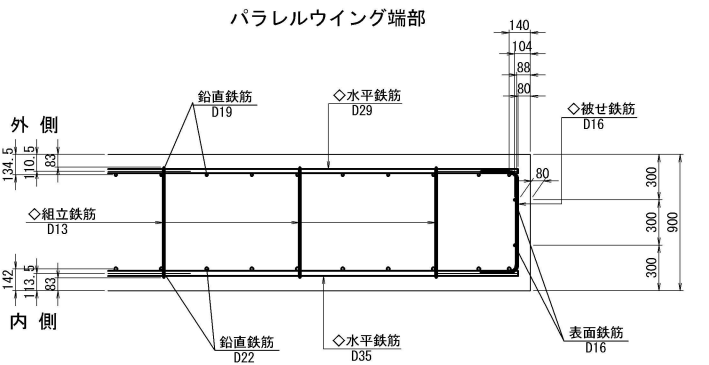 パラレルウイング端部
140
104
88
80
鉛直鉄筋
D19
◇水平鉄筋
D29
◇被せ鉄筋
D16
外 側
134.5
110.5
83
80
300
300
300
900
◇組立鉄筋
D13
142
113.5
83
内 側
鉛直鉄筋
D22
◇水平鉄筋
D35
表面鉄筋
D16